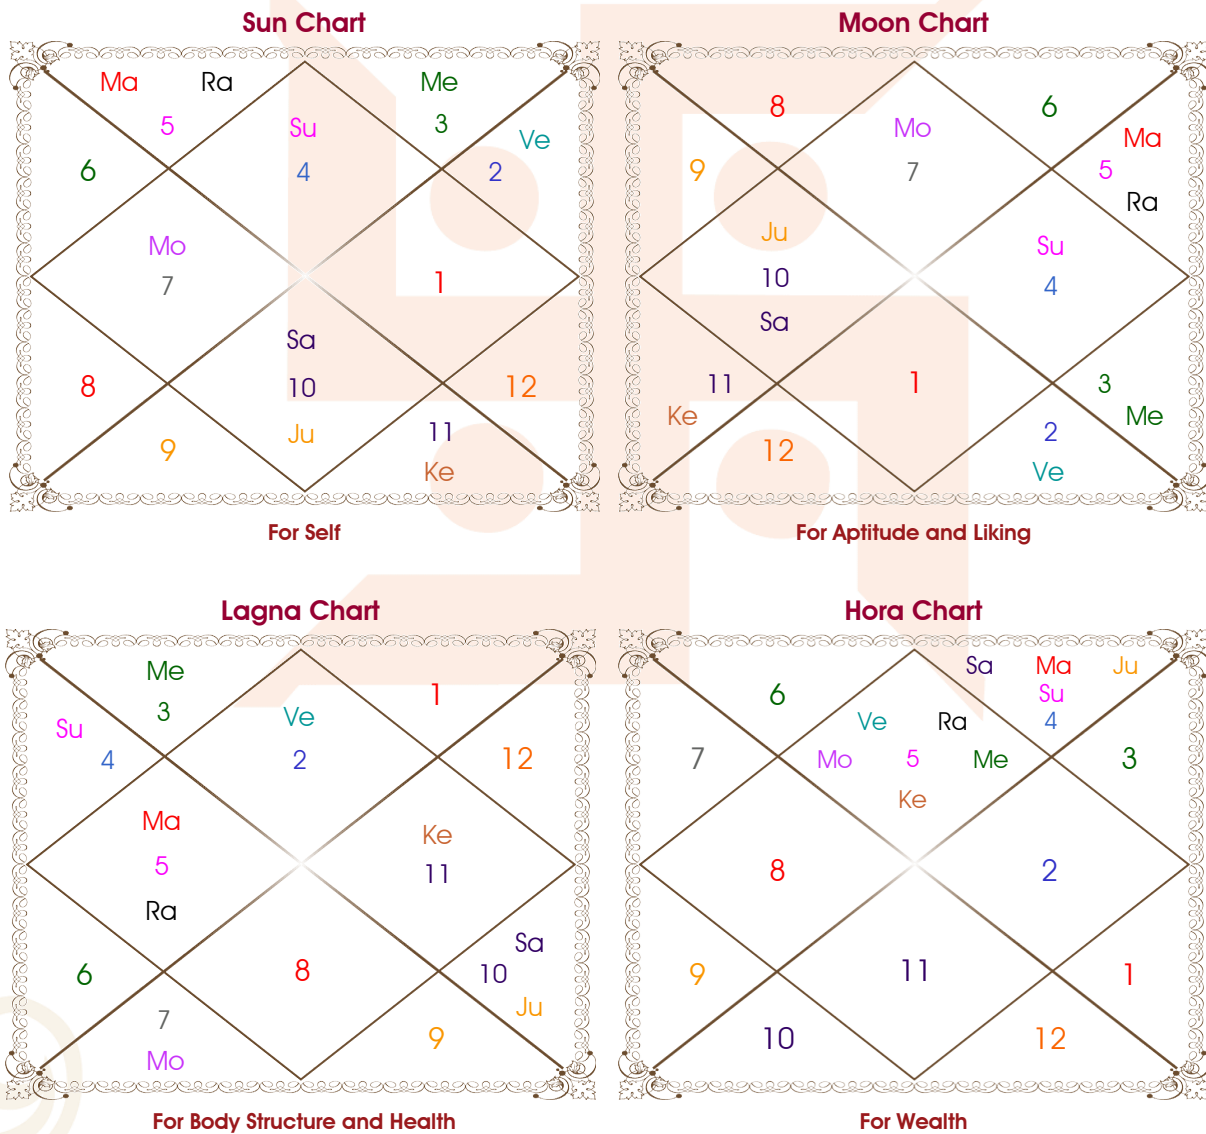 Sun Chart
Ma Ra Me
5 Su 3 Ve
6 4 2
Mo
7 1
Sa
8 10 12
9 Ju 11
Ke
For Self
Moon Chart
8 Mo 6
Ma
9 7 5
Ra
Ju Su
10 4
Sa
11 1 3
Ke Me
12 2
Ve
For Aptitude and Liking
Lagna Chart
Me 1
3 Ve
Su
4 2 12
Ma Ke
5 11
Ra
Sa
6 8 10
Ju
7 9
Mo
For Body Structure and Health
Hora Chart
Sa Ma Ju
6 Su
Ve Ra 4
7 Mo 5 Me 3
Ke
8 2
9 11 1
10 12
For Wealth